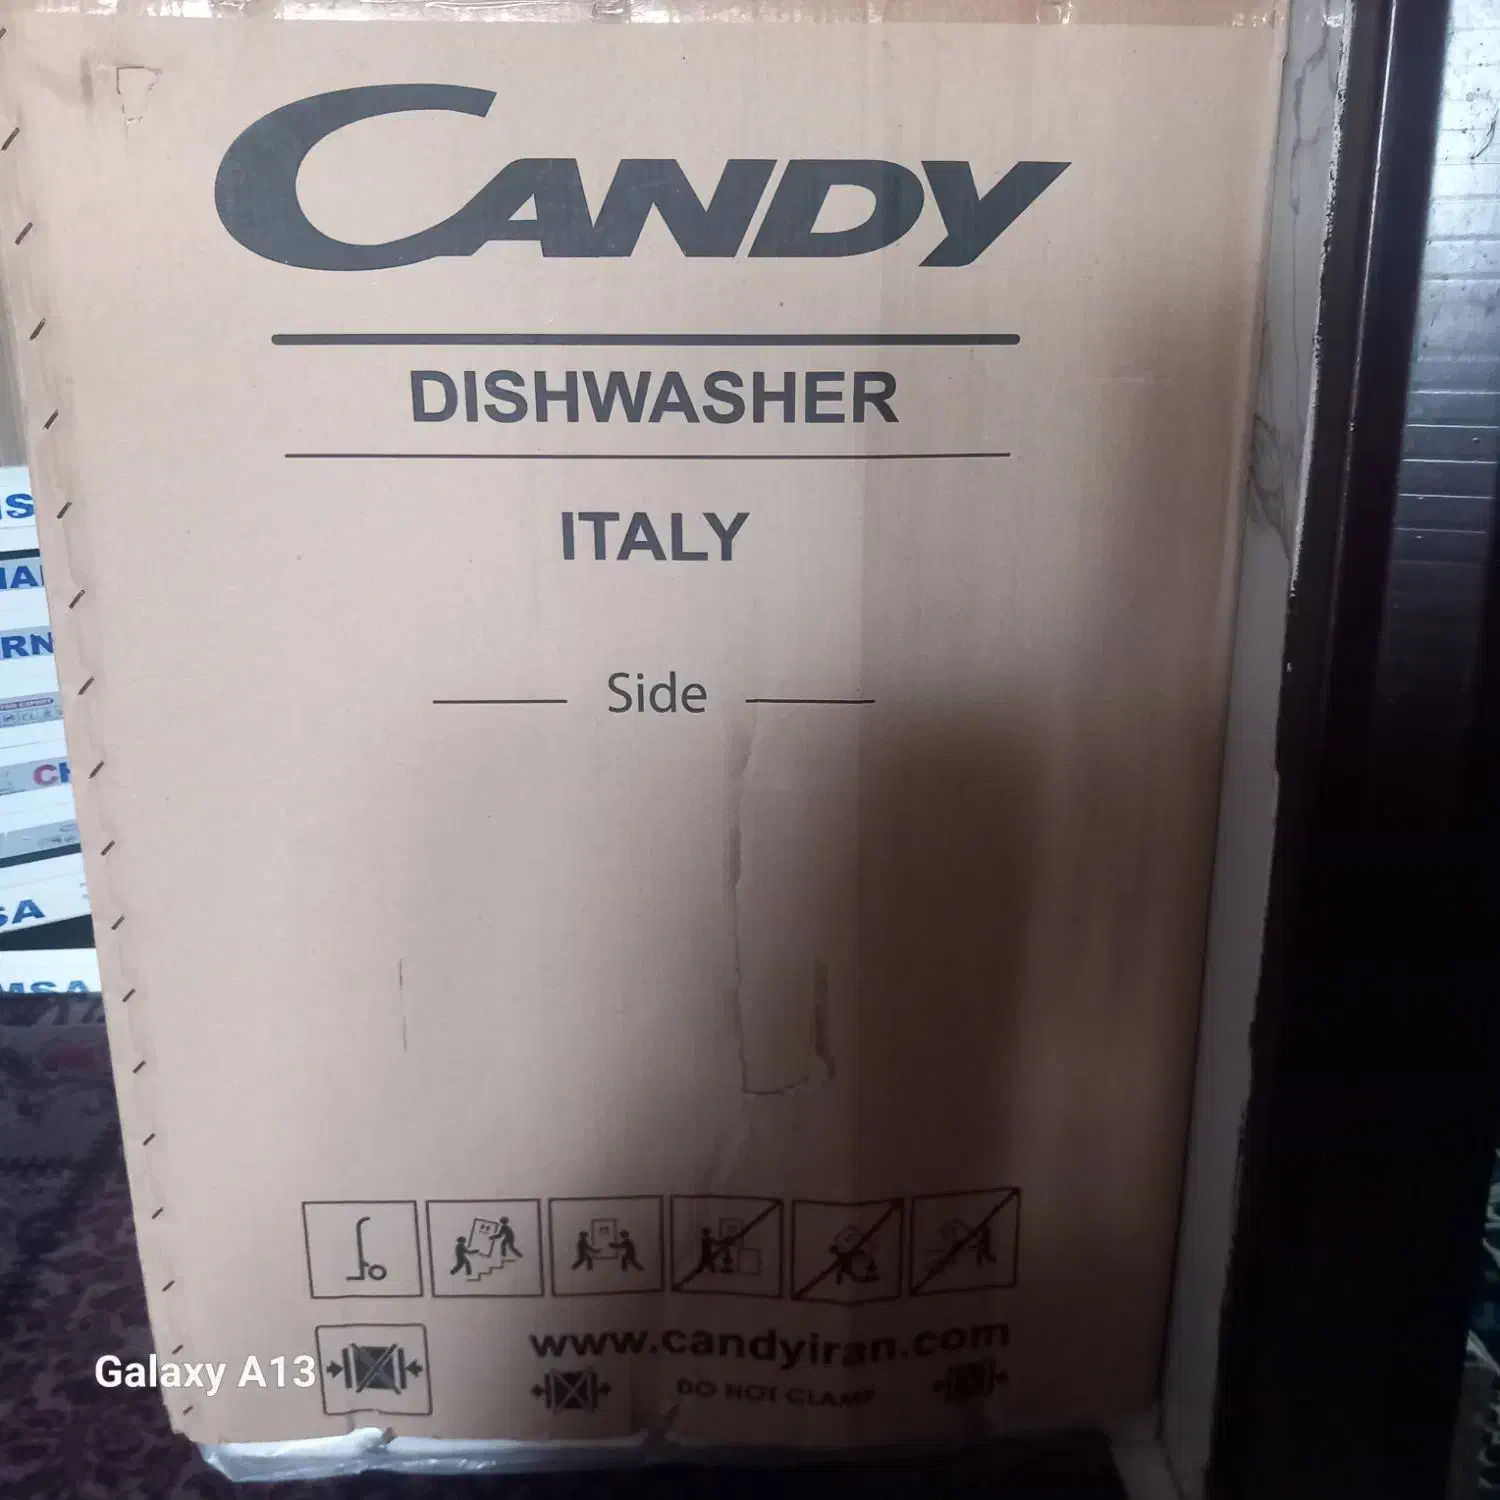 CANDY
DISHWASHER
ITALY
Side
www.candyiran.com
DO NOT CLAMP
Galaxy A13